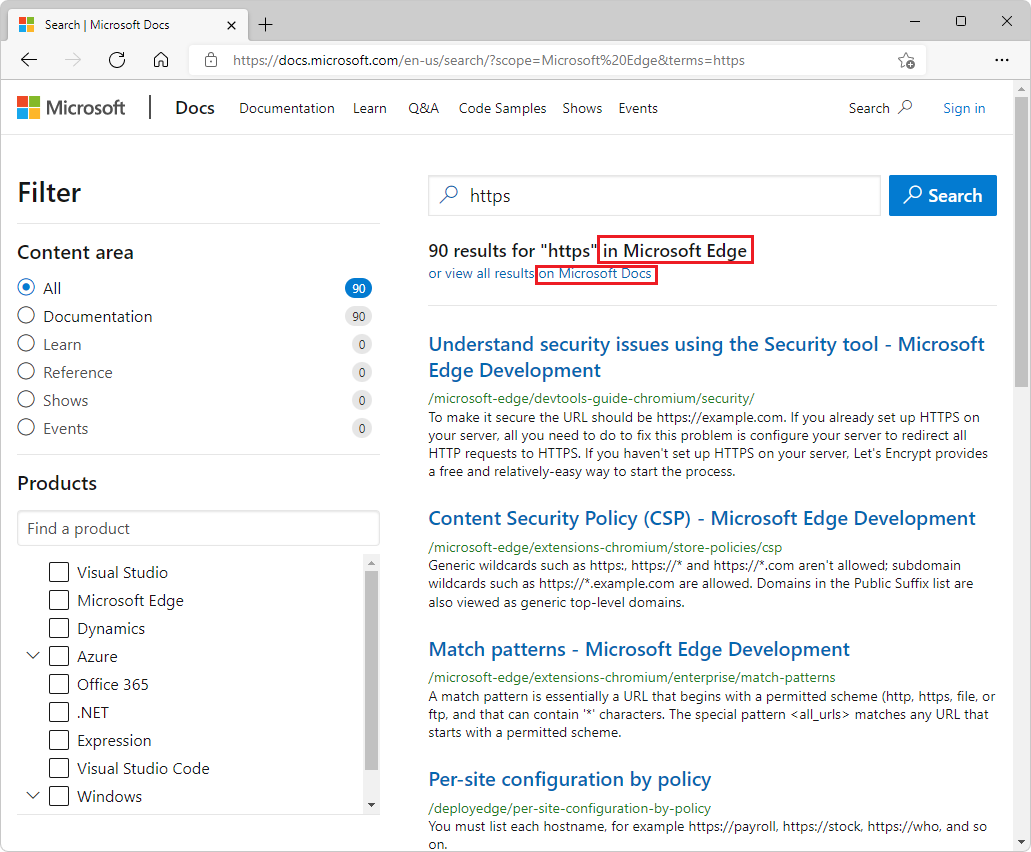 Search | Microsoft Docs
https://docs.microsoft.com/en-us/search/?scope=Microsoft%20Edge&terms=https
Microsoft | Docs Documentation Learn Q&A Code Samples Shows Events Search Sign in
Filter
Content area
All 90
Documentation 90
Learn 0
Reference 0
Shows 0
Events 0
Products
Find a product
Visual Studio
Microsoft Edge
Dynamics
Azure
Office 365
.NET
Expression
Visual Studio Code
Windows
https
Search
90 results for "https" in Microsoft Edge
or view all results on Microsoft Docs
Understand security issues using the Security tool - Microsoft
Edge Development
/microsoft-edge/devtools-guide-chromium/security/
To make it secure the URL should be https://example.com. If you already set up HTTPS on
your server, all you need to do to fix this problem is configure your server to redirect all
HTTP requests to HTTPS. If you haven't set up HTTPS on your server, Let's Encrypt provides
a free and relatively-easy way to start the process.
Content Security Policy (CSP) - Microsoft Edge Development
/microsoft-edge/extensions-chromium/store-policies/csp
Generic wildcards such as https:, https://* and https://*.com aren't allowed; subdomain
wildcards such as https://*.example.com are allowed. Domains in the Public Suffix list are
also viewed as generic top-level domains.
Match patterns - Microsoft Edge Development
/microsoft-edge/extensions-chromium/enterprise/match-patterns
A match pattern is essentially a URL that begins with a permitted scheme (http, https, file, or
ftp, and that can contain '*' characters. The special pattern <all_urls> matches any URL that
starts with a permitted scheme.
Per-site configuration by policy
/deployedge/per-site-configuration-by-policy
You must list each hostname, for example https://payroll, https://stock, https://who, and so
on.